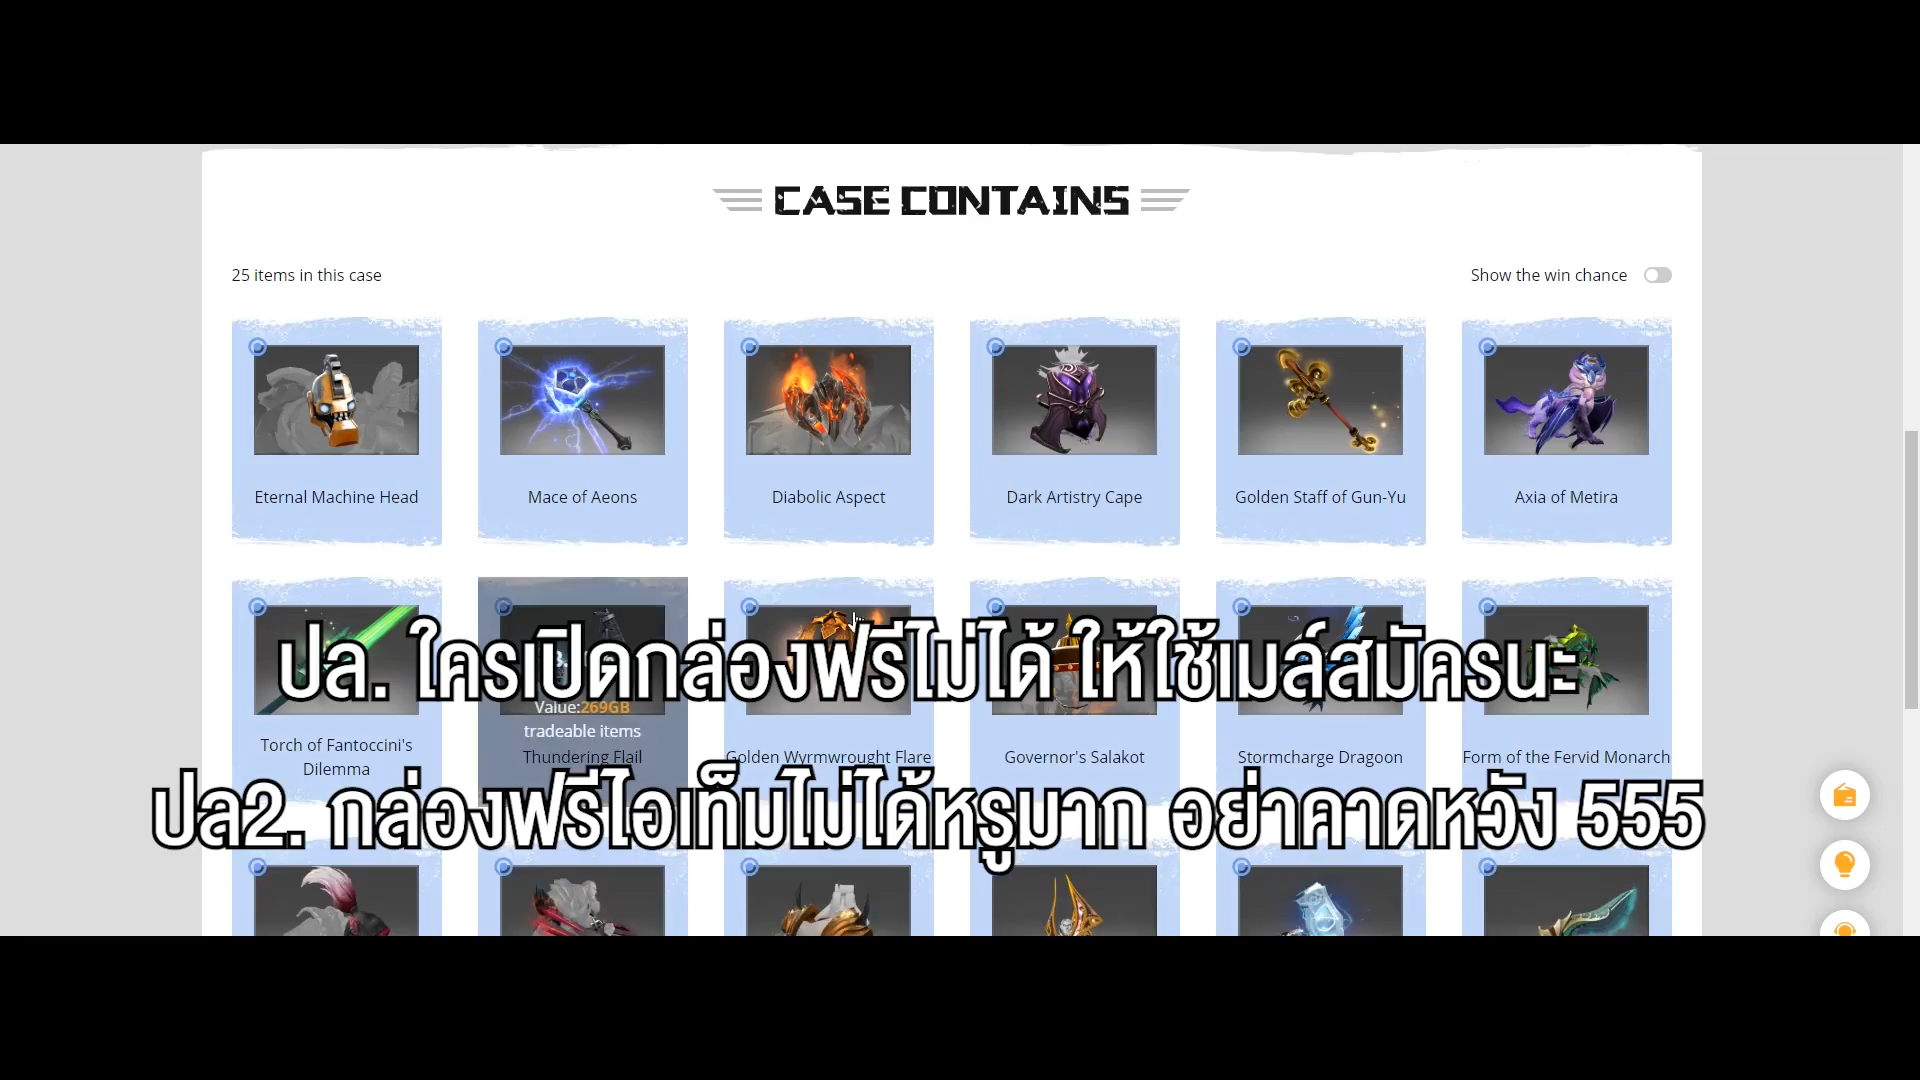 CASE CONTAINS
25 items in this case
Show the win chance
Eternal Machine Head
Mace of Aeons
Diabolic Aspect
Dark Artistry Cape
Golden Staff of Gun-Yu
Axia of Metira
ปล. ใครเปิดกล่องฟรีไม่ได้ ให้ใช้เมล์สมัครนะ
Value:269GB
tradeable items
Torch of Fantoccini's
Dilemma
Thundering Flail
Golden Wyrmwrought Flare
Governor's Salakot
Stormcharge Dragoon
Form of the Fervid Monarch
ปล2. กล่องฟรีไอเท็มไม่ได้หรูมาก อย่าคาดหวัง 555